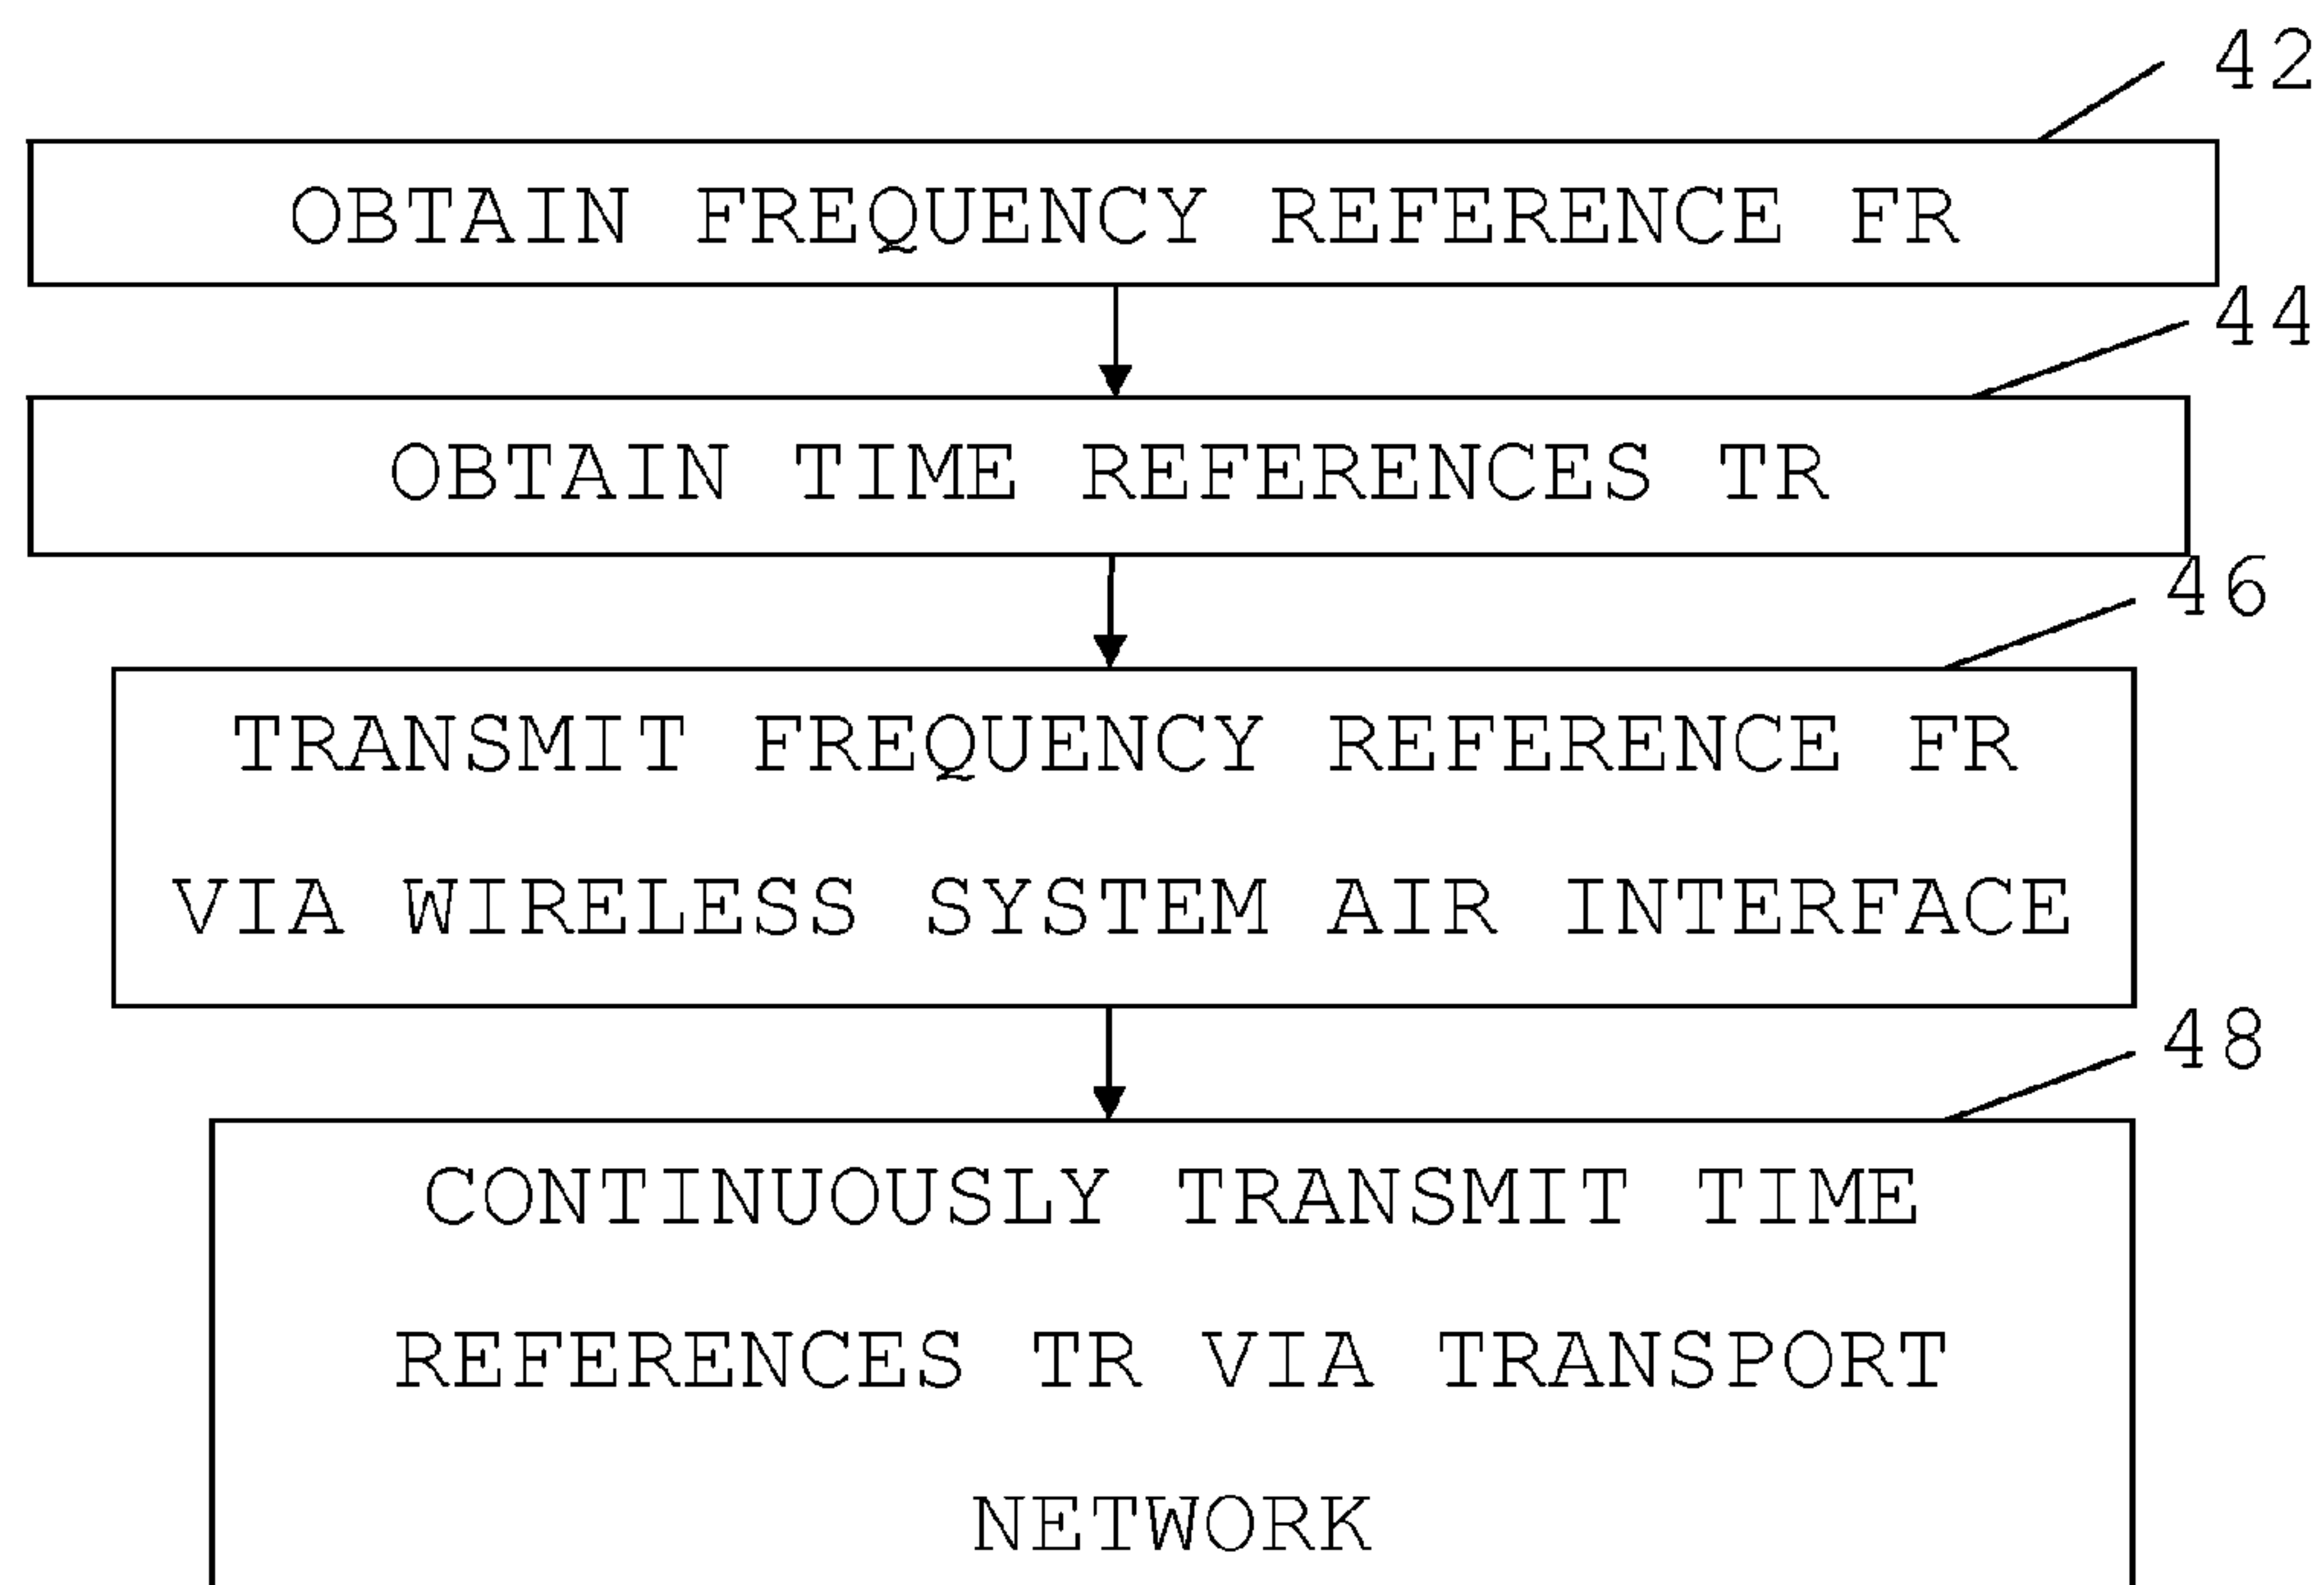 42
OBTAIN FREQUENCY REFERENCE FR
44
OBTAIN TIME REFERENCES TR
46
TRANSMIT FREQUENCY REFERENCE FR
VIA WIRELESS SYSTEM AIR INTERFACE
48
CONTINUOUSLY TRANSMIT TIME
REFERENCES TR VIA TRANSPORT
NETWORK